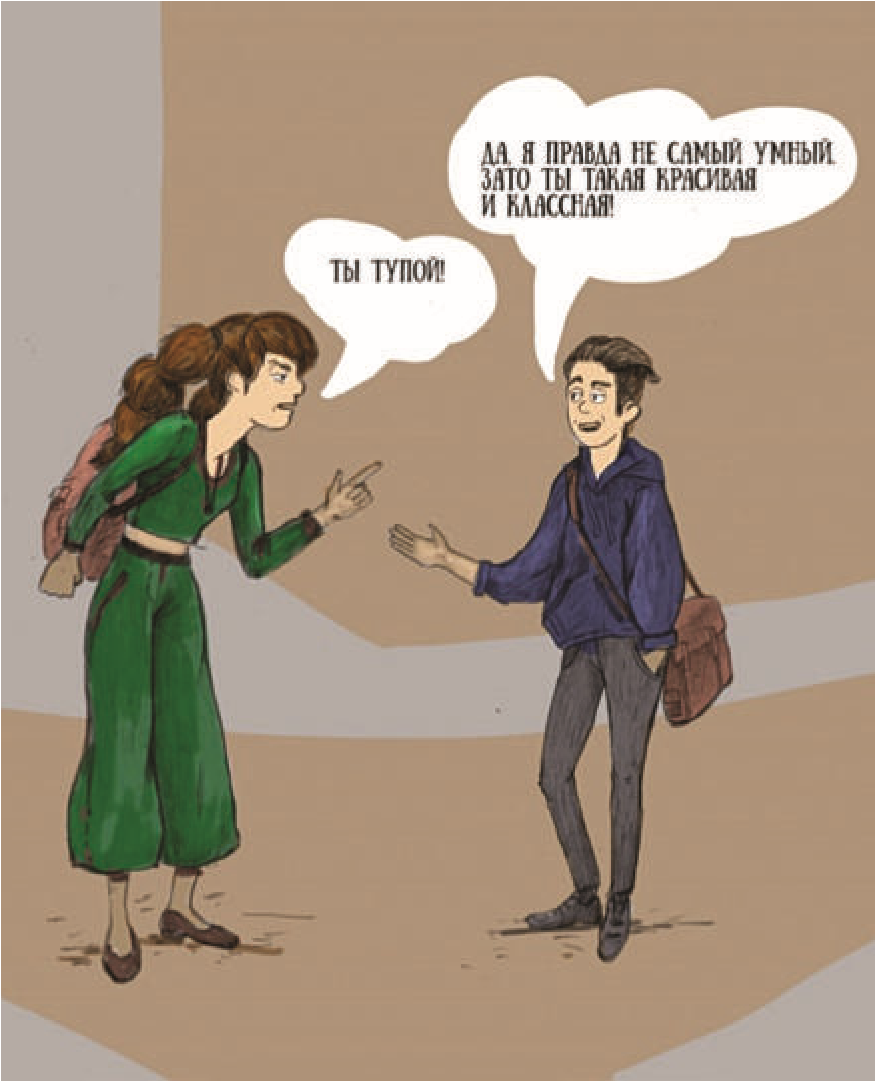 ТЫ ТУПОЙ!
ДА, Я ПРАВДА НЕ САМЫЙ УМНЫЙ.
ЗАТО ТЫ ТАКАЯ КРАСИВАЯ
И КЛАССНАЯ!